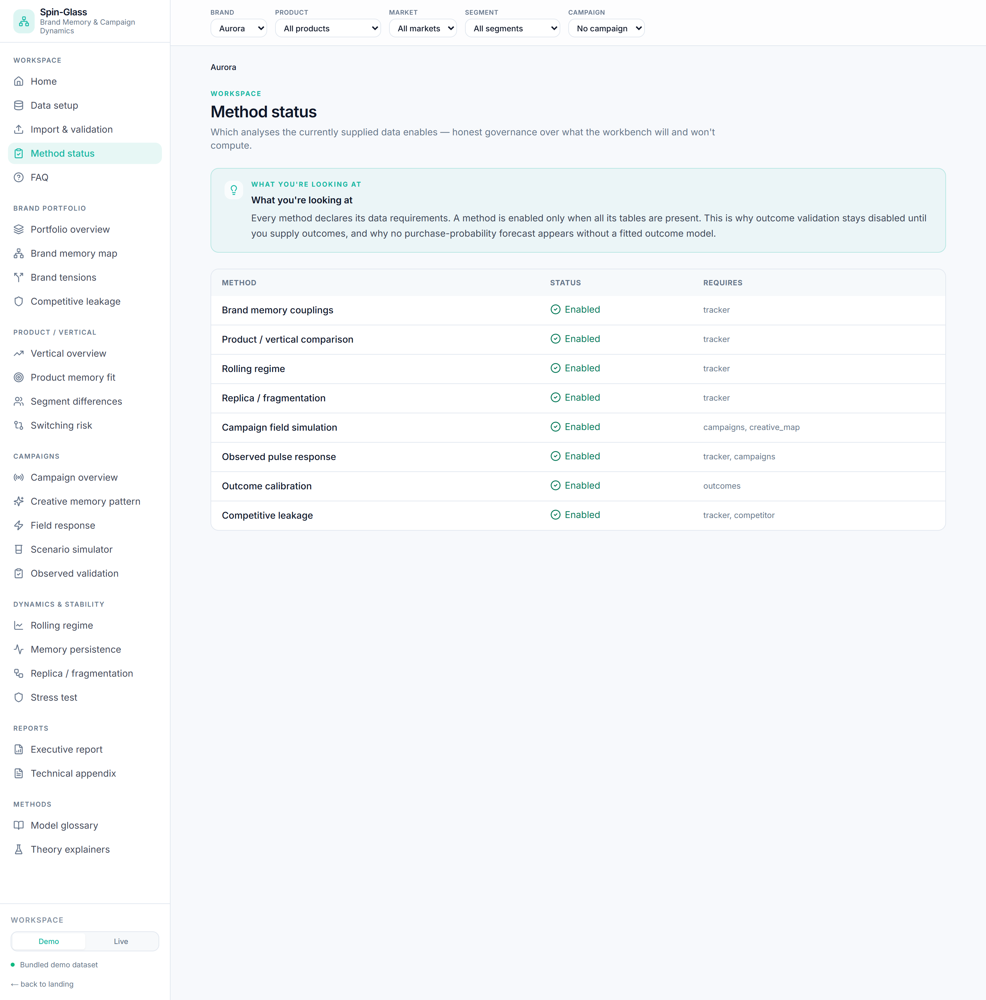 Spin-Glass
Brand Memory & Campaign
Dynamics
WORKSPACE
Home
Data setup
Import & validation
Method status
FAQ
BRAND PORTFOLIO
Portfolio overview
Brand memory map
Brand tensions
Competitive leakage
PRODUCT / VERTICAL
Vertical overview
Product memory fit
Segment differences
Switching risk
CAMPAIGNS
Campaign overview
Creative memory pattern
Field response
Scenario simulator
Observed validation
DYNAMICS & STABILITY
Rolling regime
Memory persistence
Replica / fragmentation
Stress test
REPORTS
Executive report
Technical appendix
METHODS
Model glossary
Theory explainers
WORKSPACE
Demo Live
Bundled demo dataset
← back to landing
BRAND PRODUCT MARKET SEGMENT CAMPAIGN
Aurora All products All markets All segments No campaign
Aurora
WORKSPACE
Method status
Which analyses the currently supplied data enables — honest governance over what the workbench will and won't
compute.
WHAT YOU'RE LOOKING AT
What you're looking at
Every method declares its data requirements. A method is enabled only when all its tables are present. This is why outcome validation stays disabled until
you supply outcomes, and why no purchase-probability forecast appears without a fitted outcome model.
METHOD STATUS REQUIRES
Brand memory couplings Enabled tracker
Product / vertical comparison Enabled tracker
Rolling regime Enabled tracker
Replica / fragmentation Enabled tracker
Campaign field simulation Enabled campaigns, creative_map
Observed pulse response Enabled tracker, campaigns
Outcome calibration Enabled outcomes
Competitive leakage Enabled tracker, competitor